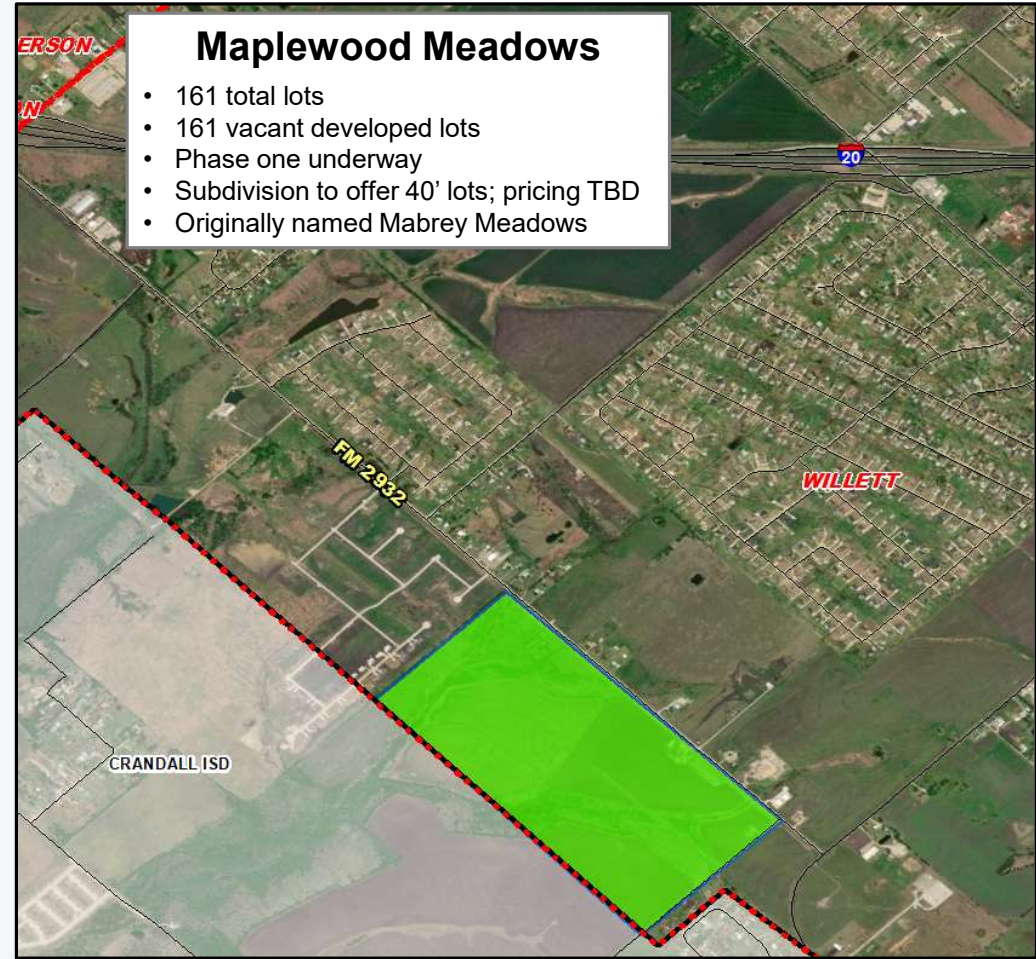 Maplewood Meadows
• 161 total lots
• 161 vacant developed lots
• Phase one underway
• Subdivision to offer 40’ lots; pricing TBD
• Originally named Mabrey Meadows
ERSON
N
20
FM 2932
WILLETT
CRANDALL ISD